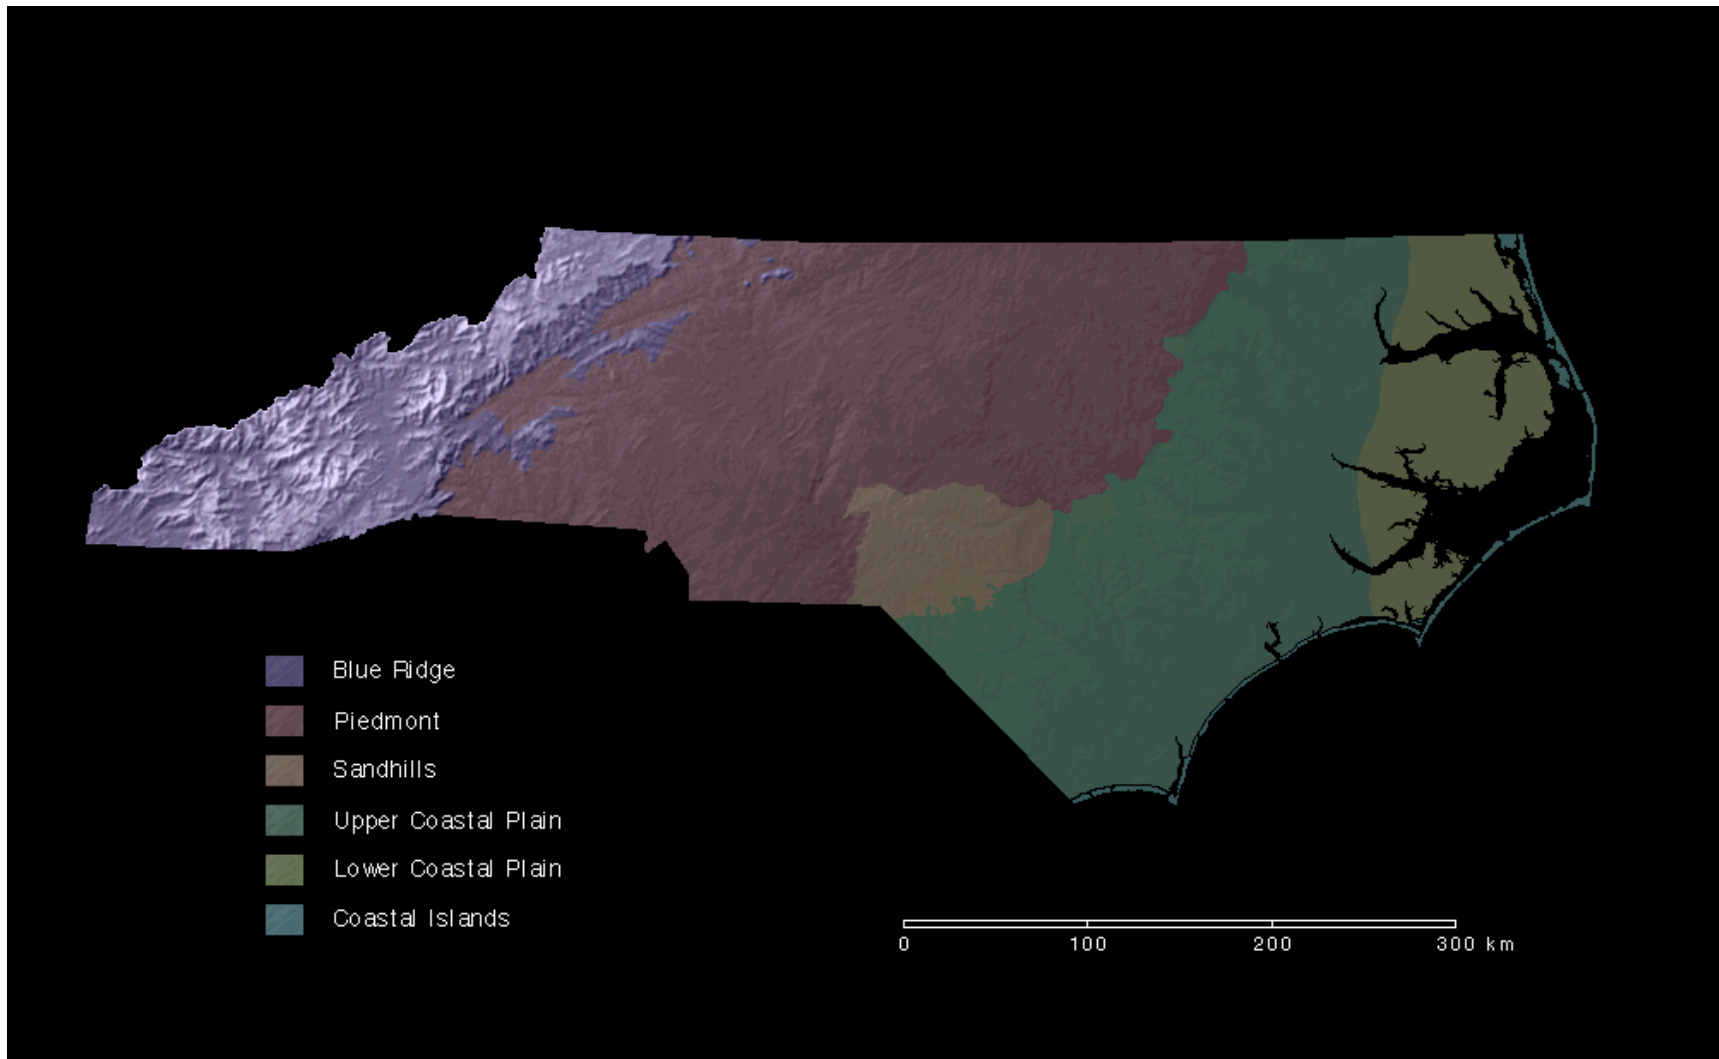 Blue Ridge
Piedmont
Sandhills
Upper Coastal Plain
Lower Coastal Plain
Coastal Islands
0 100 200 300 km